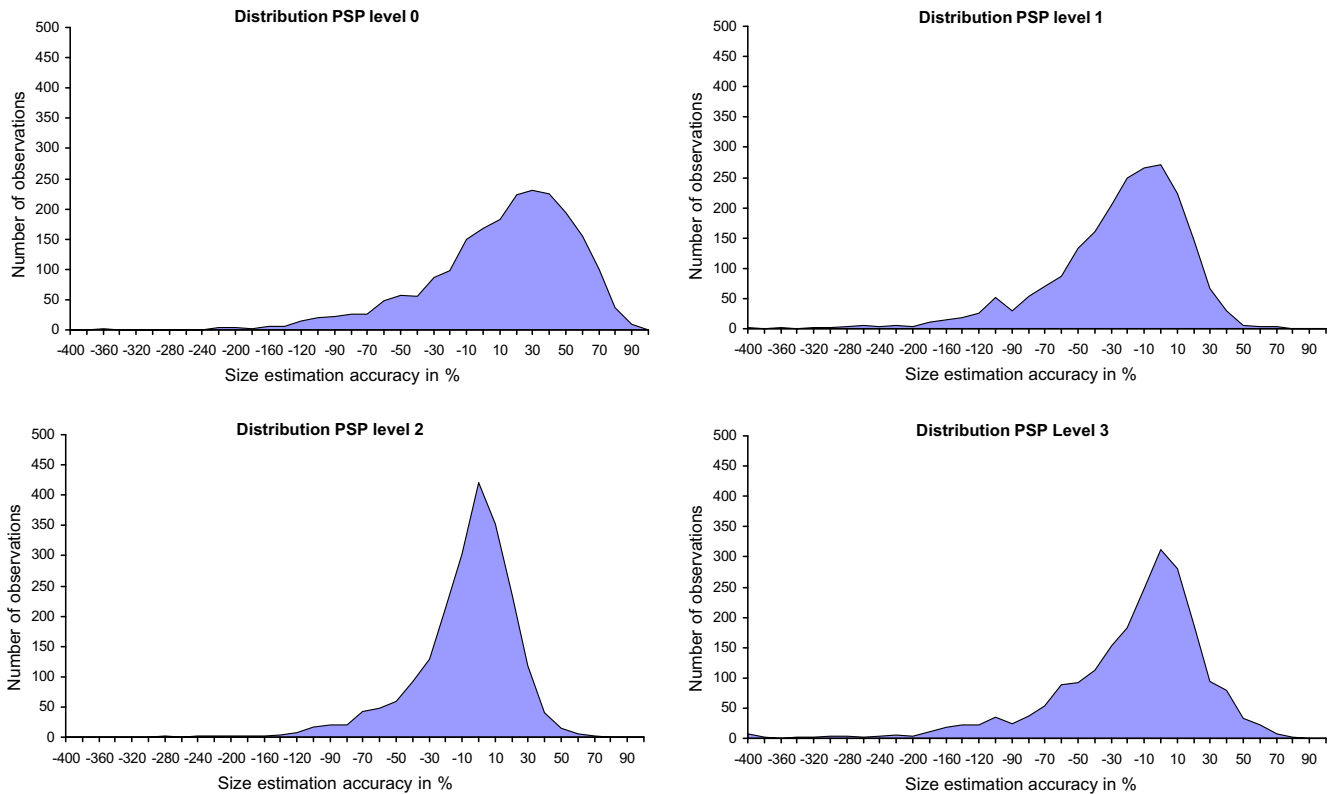 Distribution PSP level 0
500
450
400
350
300
250
200
150
100
50
0
Number of observations
-400 -360 -320 -280 -240 -200 -160 -120 -90 -70 -50 -30 -10 10 30 50 70 90
Size estimation accuracy in %
Distribution PSP level 1
500
450
400
350
300
250
200
150
100
50
0
Number of observations
-400 -360 -320 -280 -240 -200 -160 -120 -90 -70 -50 -30 -10 10 30 50 70 90
Size estimation accuracy in %
Distribution PSP level 2
500
450
400
350
300
250
200
150
100
50
0
Number of observations
-400 -360 -320 -280 -240 -200 -160 -120 -90 -70 -50 -30 -10 10 30 50 70 90
Size estimation accuracy in %
Distribution PSP Level 3
500
450
400
350
300
250
200
150
100
50
0
Number of observations
-400 -360 -320 -280 -240 -200 -160 -120 -90 -70 -50 -30 -10 10 30 50 70 90
Size estimation accuracy in %